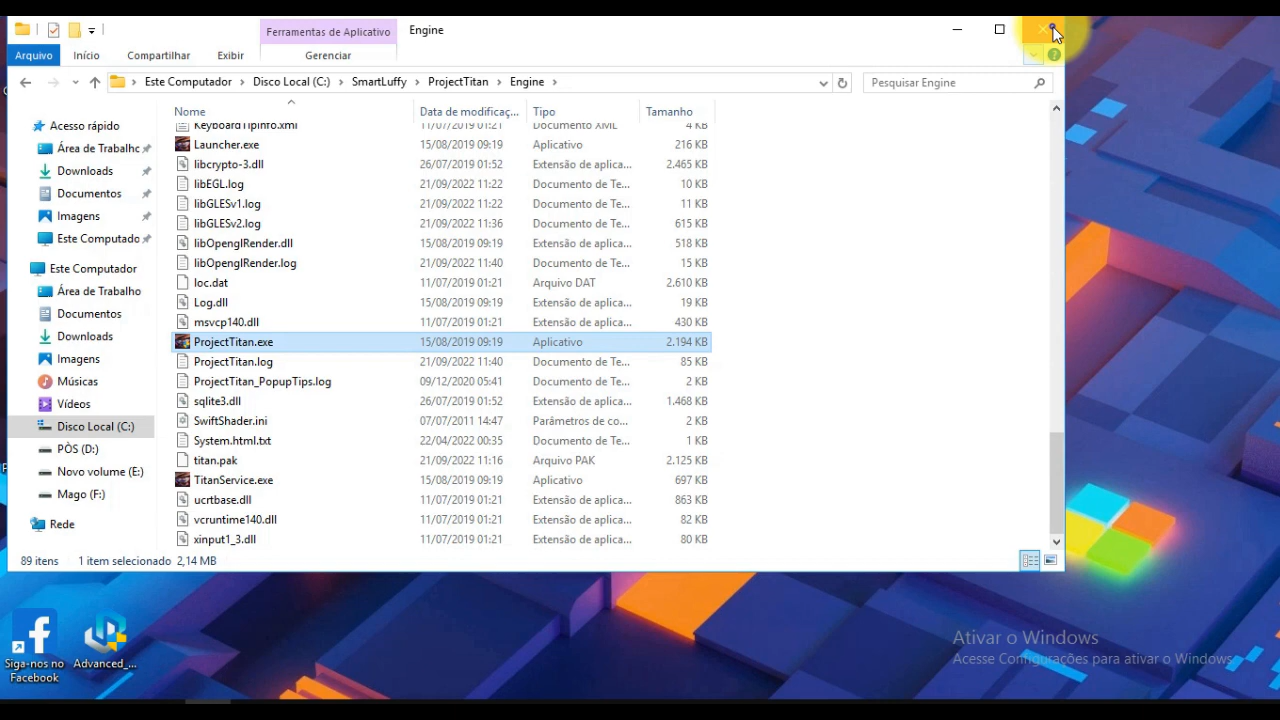 Ferramentas de Aplicativo Engine
Arquivo Início Compartilhar Exibir Gerenciar
Este Computador Disco Local (C:) SmartLuffy ProjectTitan Engine Pesquisar Engine
Nome Data de modificaç... Tipo Tamanho
Acesso rápido
Área de Trabalhc
Downloads
Documentos
Imagens
Este Computado
Este Computador
Área de Trabalho
Documentos
Downloads
Imagens
Músicas
Vídeos
Disco Local (C:)
PÒS (D:)
Novo volume (E:)
Mago (F:)
Rede
KeyboardTipInfo.xml 11/07/2019 01:21 Documento XML 4 KB
Launcher.exe 15/08/2019 09:19 Aplicativo 216 KB
libcrypto-3.dll 26/07/2019 01:52 Extensão de aplica... 2.465 KB
libEGL.log 21/09/2022 11:22 Documento de Te... 10 KB
libGLESv1.log 21/09/2022 11:22 Documento de Te... 11 KB
libGLESv2.log 21/09/2022 11:36 Documento de Te... 615 KB
libOpenglRender.dll 15/08/2019 09:19 Extensão de aplica... 518 KB
libOpenglRender.log 21/09/2022 11:40 Documento de Te... 15 KB
loc.dat 11/07/2019 01:21 Arquivo DAT 2.610 KB
Log.dll 15/08/2019 09:19 Extensão de aplica... 19 KB
msvcp140.dll 11/07/2019 01:21 Extensão de aplica... 430 KB
ProjectTitan.exe 15/08/2019 09:19 Aplicativo 2.194 KB
ProjectTitan.log 21/09/2022 11:40 Documento de Te... 85 KB
ProjectTitan_PopupTips.log 09/12/2020 05:41 Documento de Te... 2 KB
sqlite3.dll 26/07/2019 01:52 Extensão de aplica... 1.468 KB
SwiftShader.ini 07/07/2011 14:47 Parâmetros de co... 2 KB
System.html.txt 22/04/2022 00:35 Documento de Te... 1 KB
titan.pak 21/09/2022 11:16 Arquivo PAK 2.125 KB
TitanService.exe 15/08/2019 09:19 Aplicativo 697 KB
ucrtbase.dll 11/07/2019 01:21 Extensão de aplica... 863 KB
vcruntime140.dll 11/07/2019 01:21 Extensão de aplica... 82 KB
xinput1_3.dll 11/07/2019 01:21 Extensão de aplica... 80 KB
89 itens 1 item selecionado 2,14 MB
Siga-nos no
Facebook
Advanced_...
Ativar o Windows
Acesse Configurações para ativar o Windows.